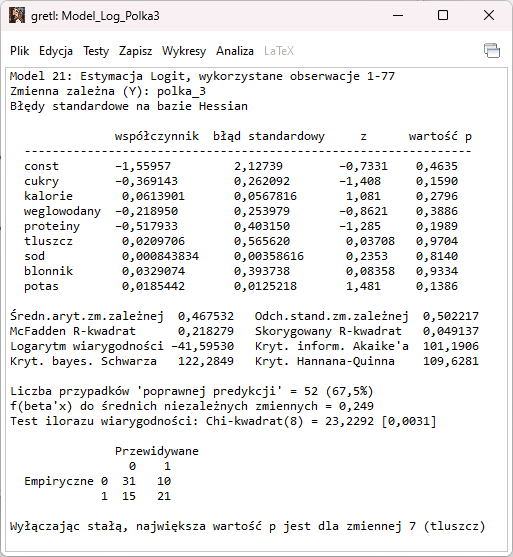 gretl: Model_Log_Polka3
Plik Edycja Testy Zapisz Wykresy Analiza LaTeX
Model 21: Estymacja Logit, wykorzystane obserwacje 1-77
Zmienna zależna (Y): polka_3
Błędy standardowe na bazie Hessian
współczynnik błąd standardowy z wartość p
-----------------------------------------------------------------
const −1,55957 2,12739 −0,7331 0,4635
cukry −0,369143 0,262092 −1,408 0,1590
kalorie 0,0613901 0,0567816 1,081 0,2796
weglowodany −0,218950 0,253979 −0,8621 0,3886
proteiny −0,517933 0,403150 −1,285 0,1989
tluszcz 0,0209706 0,565620 0,03708 0,9704
sod 0,000843834 0,00358616 0,2353 0,8140
blonnik 0,0329074 0,393738 0,08358 0,9334
potas 0,0185442 0,0125218 1,481 0,1386
Średn.aryt.zm.zależnej 0,467532 Odch.stand.zm.zależnej 0,502217
McFadden R-kwadrat 0,218279 Skorygowany R-kwadrat 0,049137
Logarytm wiarygodności −41,59530 Kryt. inform. Akaike'a 101,1906
Kryt. bayes. Schwarza 122,2849 Kryt. Hannana-Quinna 109,6281
Liczba przypadków 'poprawnej predykcji' = 52 (67,5%)
f(beta'x) do średnich niezależnych zmiennych = 0,249
Test ilorazu wiarygodności: Chi-kwadrat(8) = 23,2292 [0,0031]
Przewidywane
0 1
Empiryczne 0 31 10
1 15 21
Wyłączając stałą, największa wartość p jest dla zmiennej 7 (tluszcz)